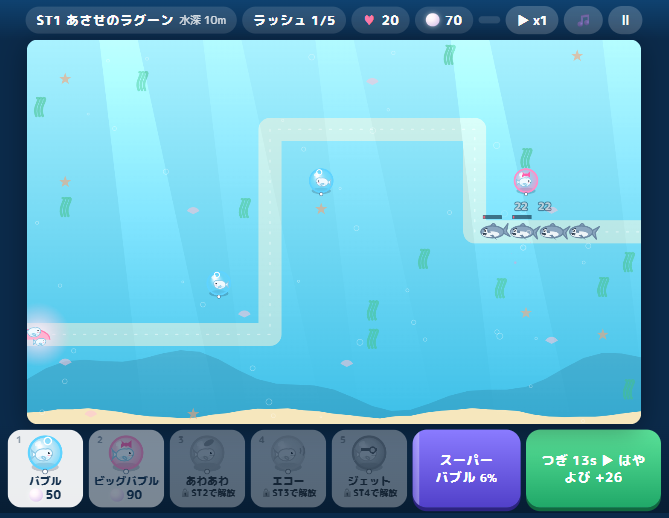 ST1 あさせのラグーン 水深 10m
ラッシュ 1/5
♥ 20
70
▶ x1
22 22
1
バブル
50
2
ビッグバブル
90
3
あわあわ
ST2で解放
4
エコー
ST3で解放
5
ジェット
ST4で解放
スーパー
バブル 6%
つぎ 13s ▶ はや
よび +26